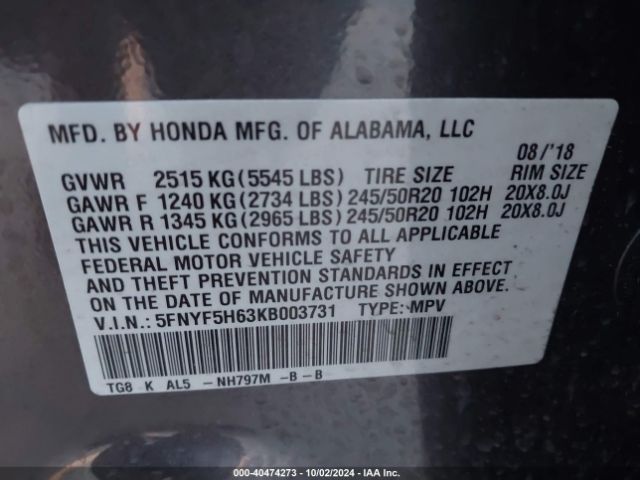 MFD. BY HONDA MFG. OF ALABAMA, LLC
08/'18
GVWR 2515 KG(5545 LBS) TIRE SIZE RIM SIZE
GAWR F 1240 KG(2734 LBS)245/50R20 102H 20X8.0J
GAWR R 1345 KG(2965 LBS)245/50R20 102H 20X8.0J
THIS VEHICLE CONFORMS TO ALL APPLICABLE
FEDERAL MOTOR VEHICLE SAFETY
AND THEFT PREVENTION STANDARDS IN EFFECT
ON THE DATE OF MANUFACTURE SHOWN ABOVE.
V.I.N.: 5FNYF5H63KB003731 TYPE:MPV
TG8 K AL5 -NH797M -B-B
000-40474273 - 10/02/2024 - IAA Inc.